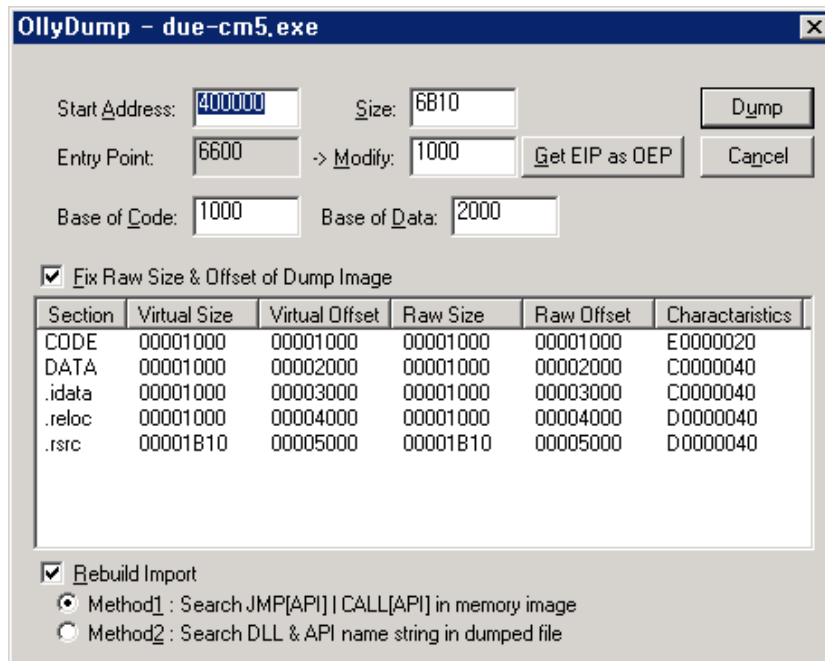 OllyDump - due-cm5.exe
Start Address: 400000 Size: 6B10 Dump
Entry Point: 6600 -> Modify: 1000 Get EIP as OEP Cancel
Base of Code: 1000 Base of Data: 2000
Fix Raw Size & Offset of Dump Image
Section Virtual Size Virtual Offset Raw Size Raw Offset Charactaristics
CODE 00001000 00001000 00001000 00001000 E0000020
DATA 00001000 00002000 00001000 00002000 C0000040
.idata 00001000 00003000 00001000 00003000 C0000040
.reloc 00001000 00004000 00001000 00004000 D0000040
.rsrc 00001B10 00005000 00001B10 00005000 D0000040
Rebuild Import
Method1 : Search JMP[API] | CALL[API] in memory image
Method2 : Search DLL & API name string in dumped file